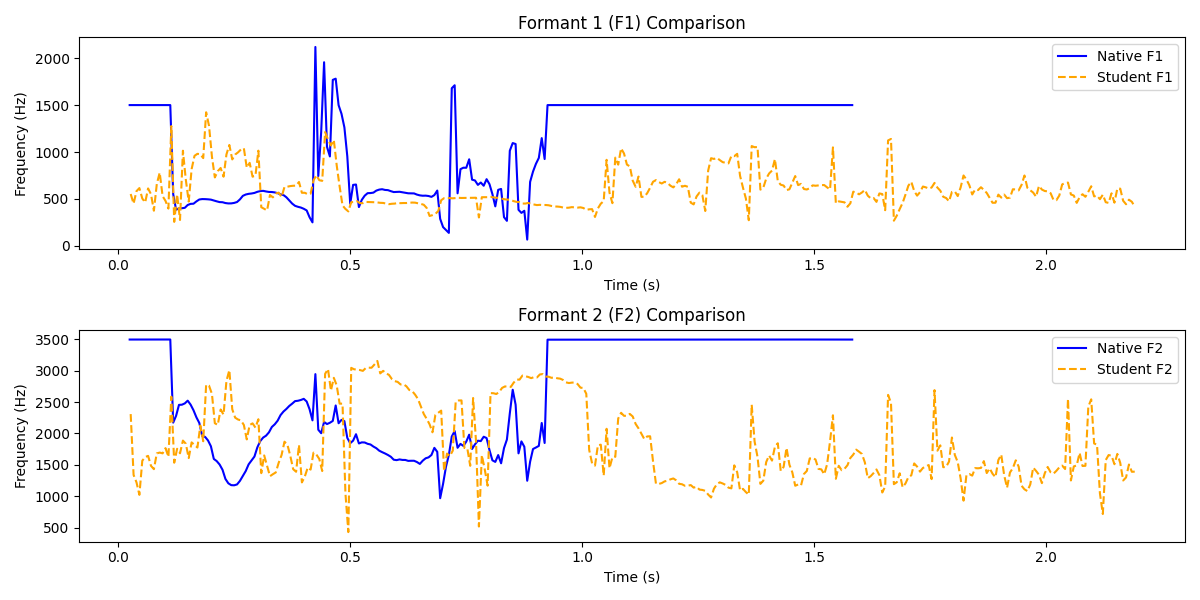 Formant 1 (F1) Comparison
Frequency (Hz)
2000
1500
1000
500
0
Native F1
Student F1
0.0 0.5 1.0 1.5 2.0
Time (s)
Formant 2 (F2) Comparison
Frequency (Hz)
3500
3000
2500
2000
1500
1000
500
Native F2
Student F2
0.0 0.5 1.0 1.5 2.0
Time (s)